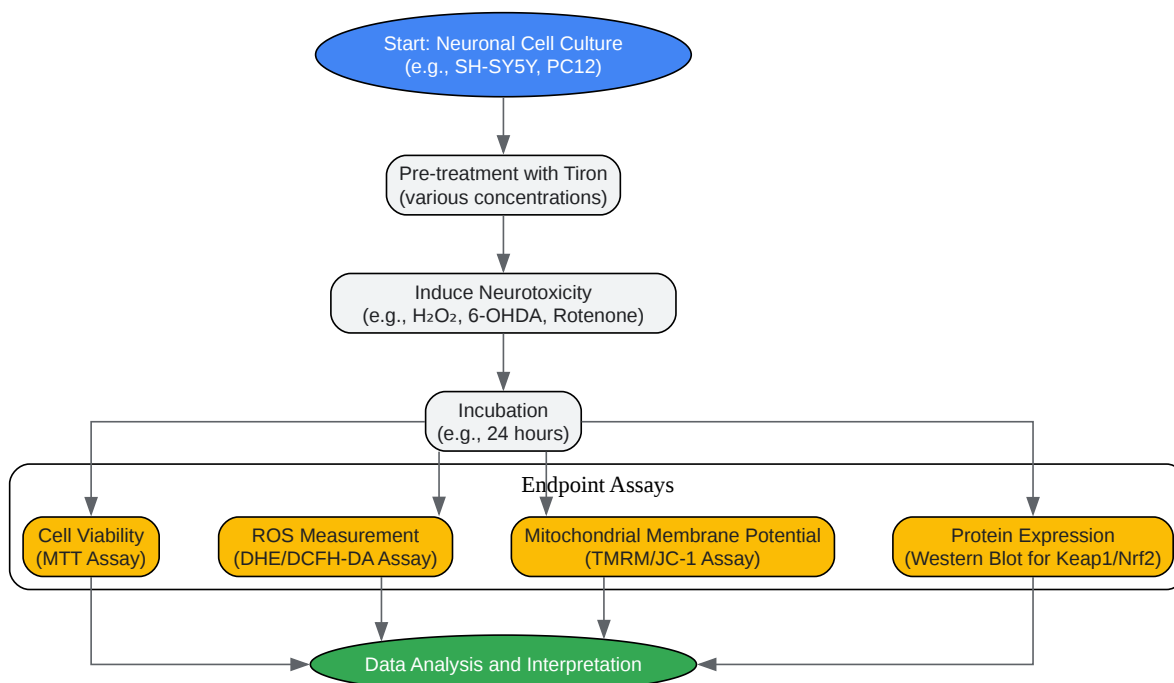 Start: Neuronal Cell Culture
(e.g., SH-SY5Y, PC12)
Pre-treatment with Tiron
(various concentrations)
Induce Neurotoxicity
(e.g., H₂O₂, 6-OHDA, Rotenone)
Incubation
(e.g., 24 hours)
Endpoint Assays
Cell Viability
(MTT Assay)
ROS Measurement
(DHE/DCFH-DA Assay)
Mitochondrial Membrane Potential
(TMRM/JC-1 Assay)
Protein Expression
(Western Blot for Keap1/Nrf2)
Data Analysis and Interpretation